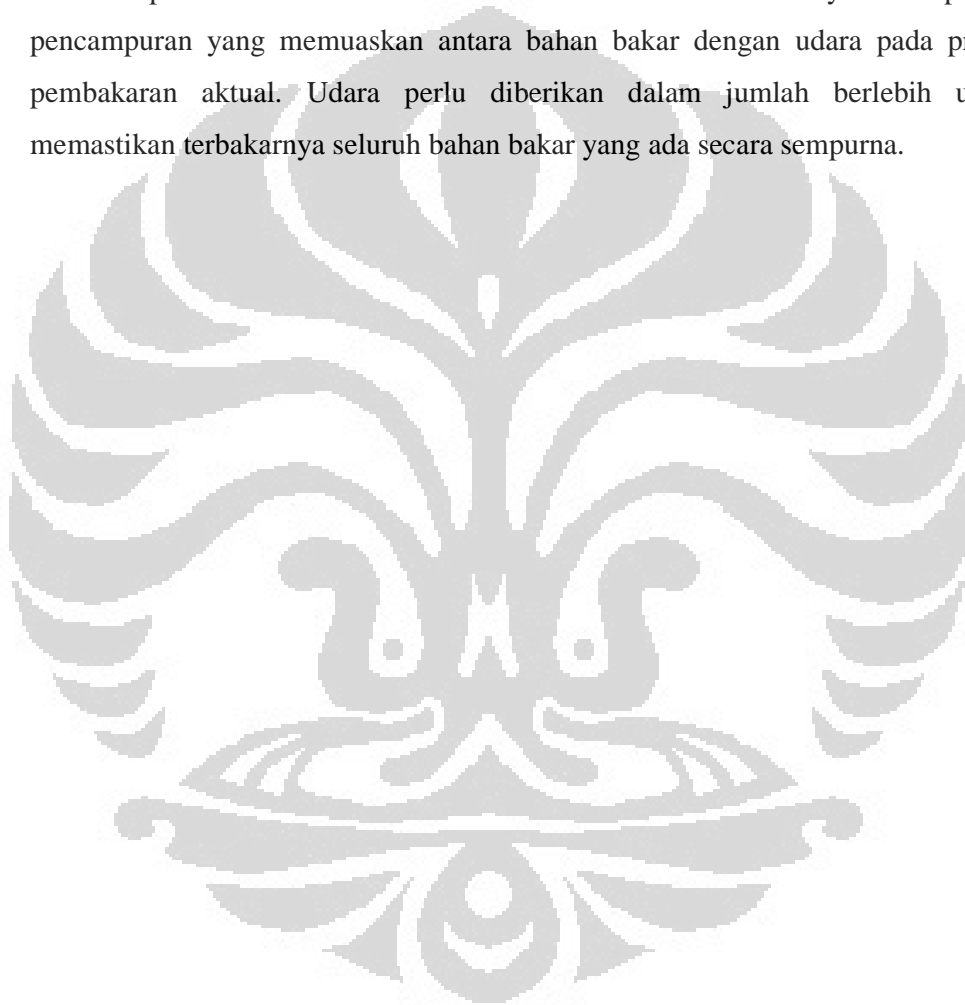 pencampuran yang memuaskan antara bahan bakar dengan udara pada
pembakaran aktual. Udara perlu diberikan dalam jumlah berlebih
memastikan terbakarnya seluruh bahan bakar yang ada secara sempurna.